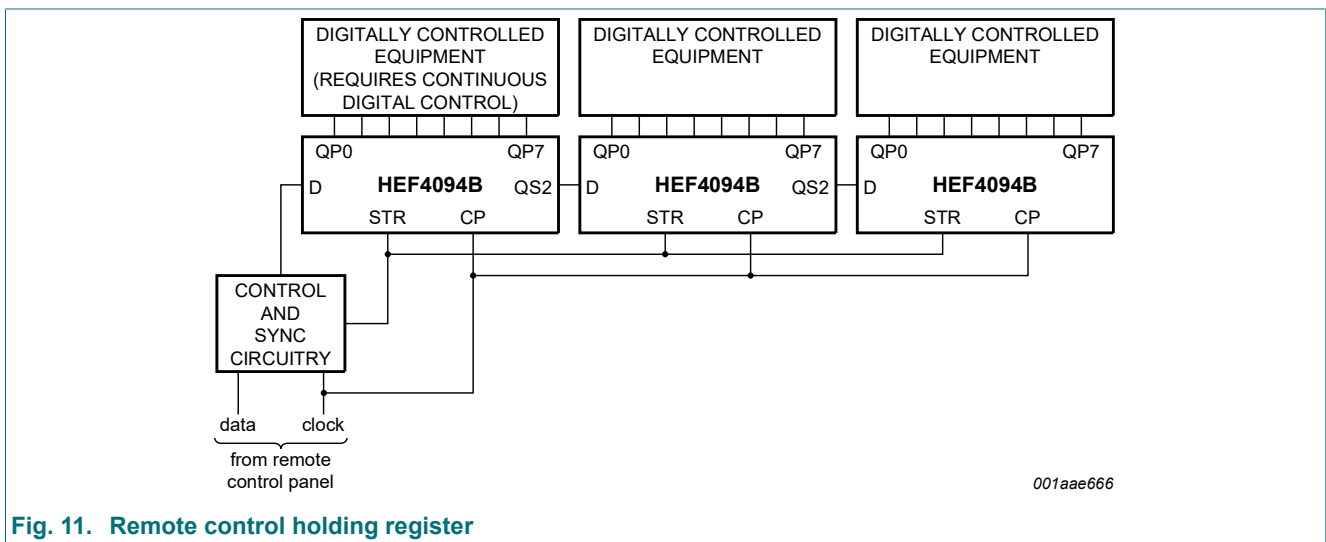 DIGITALLY CONTROLLED
EQUIPMENT
(REQUIRES CONTINUOUS
DIGITAL CONTROL)
DIGITALLY CONTROLLED
EQUIPMENT
DIGITALLY CONTROLLED
EQUIPMENT
QP0 QP7
D HEF4094B QS2
STR CP
QP0 QP7
D HEF4094B QS2
STR CP
QP0 QP7
D HEF4094B
STR CP
CONTROL
AND
SYNC
CIRCUITRY
data clock
from remote
control panel
001aae666
Fig. 11. Remote control holding register